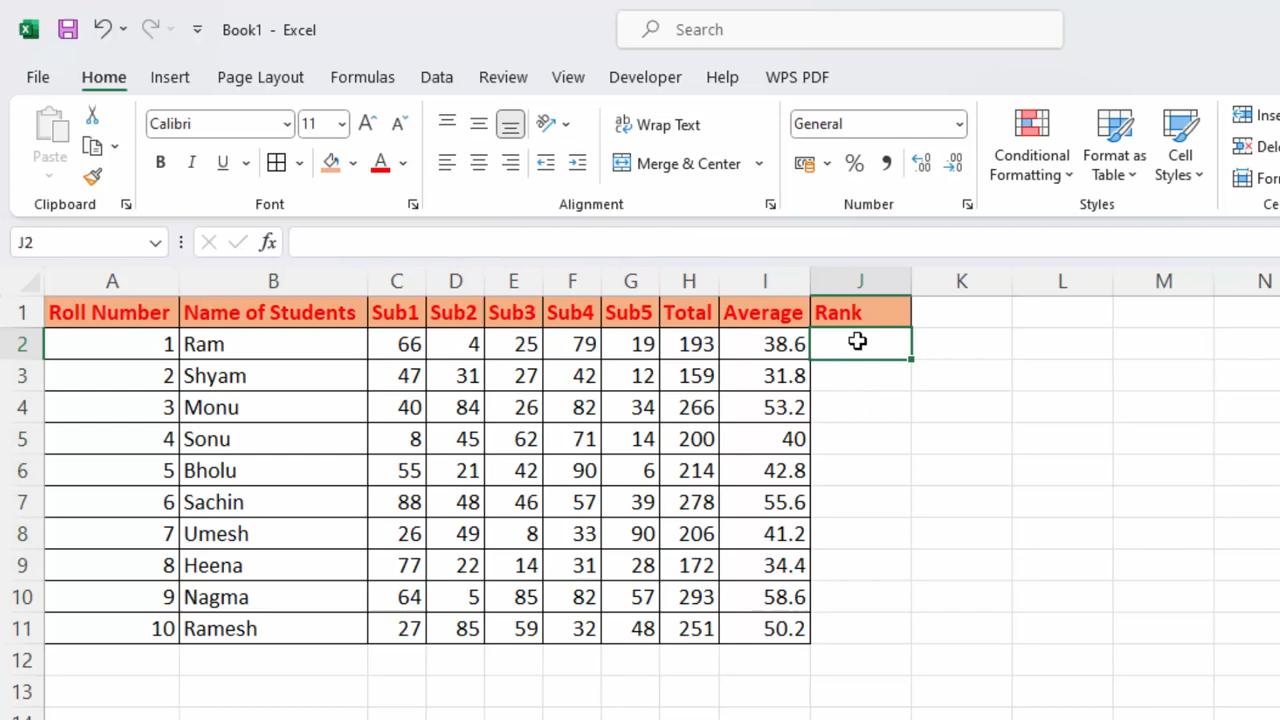 Book1 - Excel
Search
File Home Insert Page Layout Formulas Data Review View Developer Help WPS PDF
Paste
Clipboard
Calibri 11 A A
B I U A
Font
ab Wrap Text
Merge & Center
Alignment
General
% , .00
Number
Conditional Formatting
Format as Table
Cell Styles
Styles
J2 fx
A B C D E F G H I J K L M N
1 Roll Number Name of Students Sub1 Sub2 Sub3 Sub4 Sub5 Total Average Rank
2 1 Ram 66 4 25 79 19 193 38.6
3 2 Shyam 47 31 27 42 12 159 31.8
4 3 Monu 40 84 26 82 34 266 53.2
5 4 Sonu 8 45 62 71 14 200 40
6 5 Bholu 55 21 42 90 6 214 42.8
7 6 Sachin 88 48 46 57 39 278 55.6
8 7 Umesh 26 49 8 33 90 206 41.2
9 8 Heena 77 22 14 31 28 172 34.4
10 9 Nagma 64 5 85 82 57 293 58.6
11 10 Ramesh 27 85 59 32 48 251 50.2
12
13